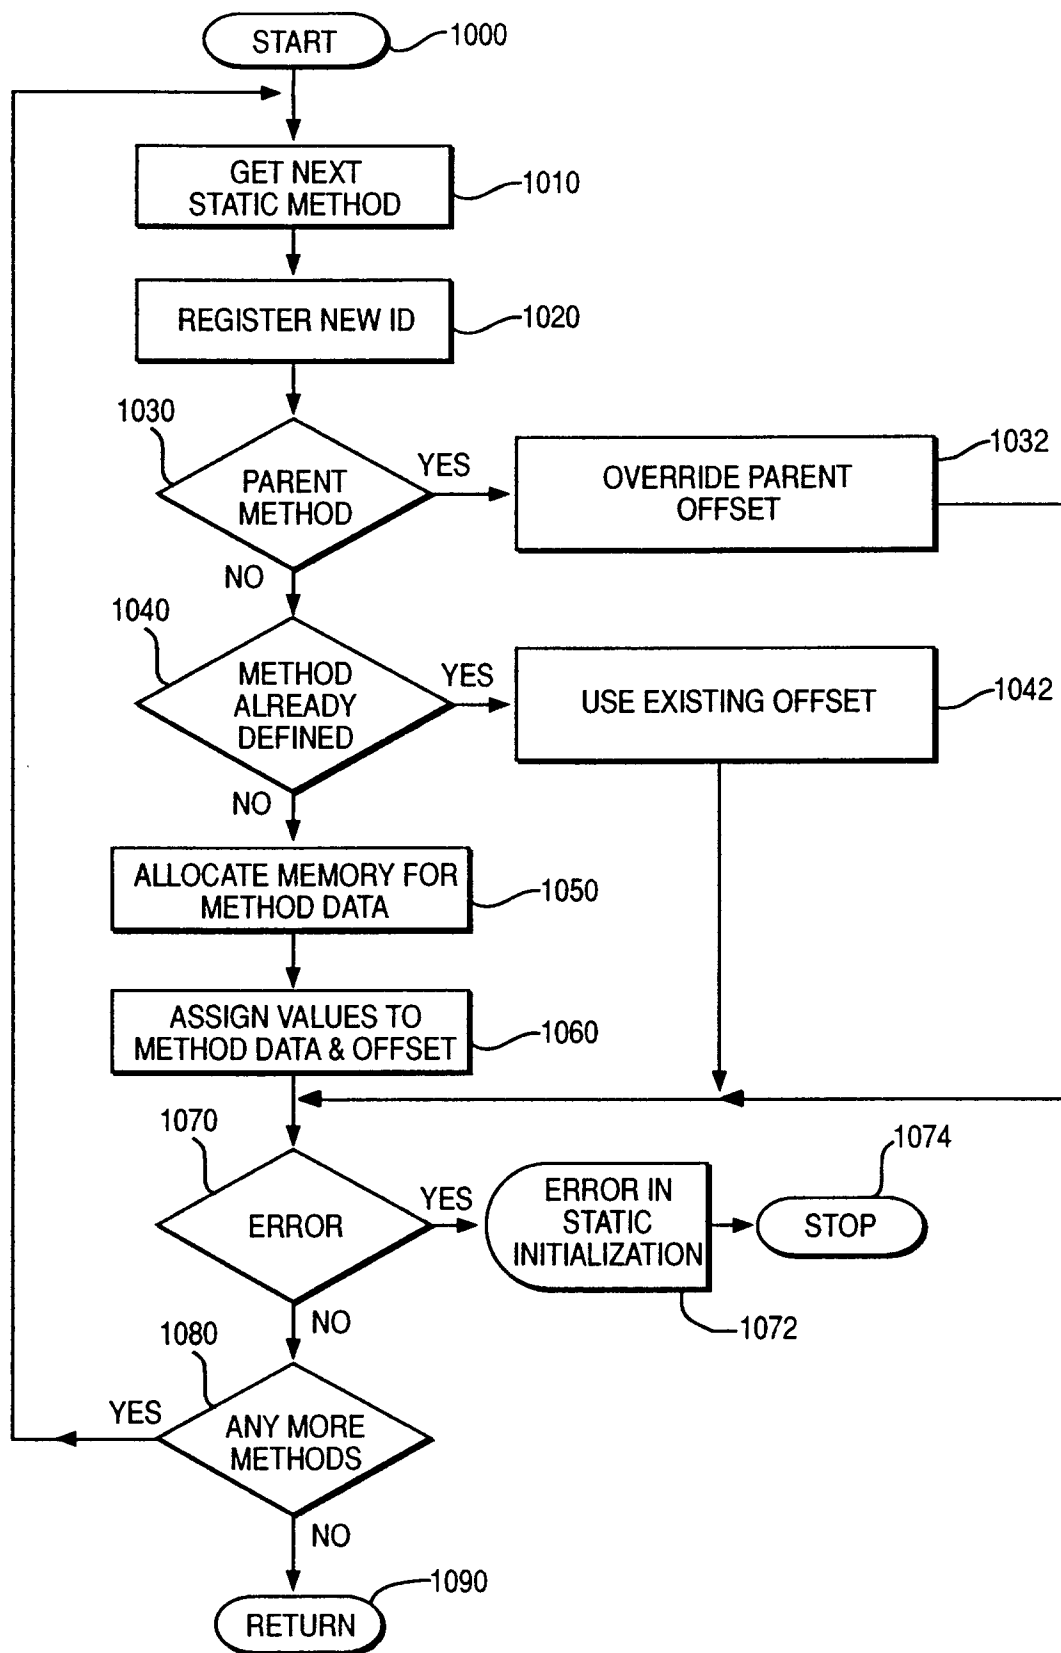 START
1000
GET NEXT
STATIC METHOD
1010
REGISTER NEW ID
1020
1030
PARENT
METHOD
YES
OVERRIDE PARENT
OFFSET
1032
NO
1040
METHOD
ALREADY
DEFINED
YES
USE EXISTING OFFSET
1042
NO
ALLOCATE MEMORY FOR
METHOD DATA
1050
ASSIGN VALUES TO
METHOD DATA & OFFSET
1060
1070
ERROR
YES
ERROR IN
STATIC
INITIALIZATION
1072
1074
STOP
NO
1080
YES
ANY MORE
METHODS
NO
1090
RETURN